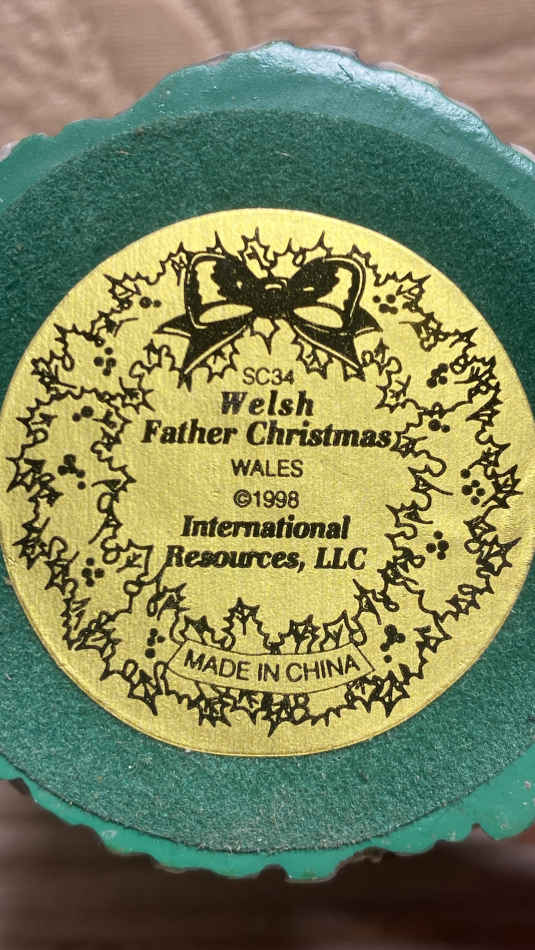 SC34
Welsh
Father Christmas
WALES
©1998
International
Resources, LLC
MADE IN CHINA